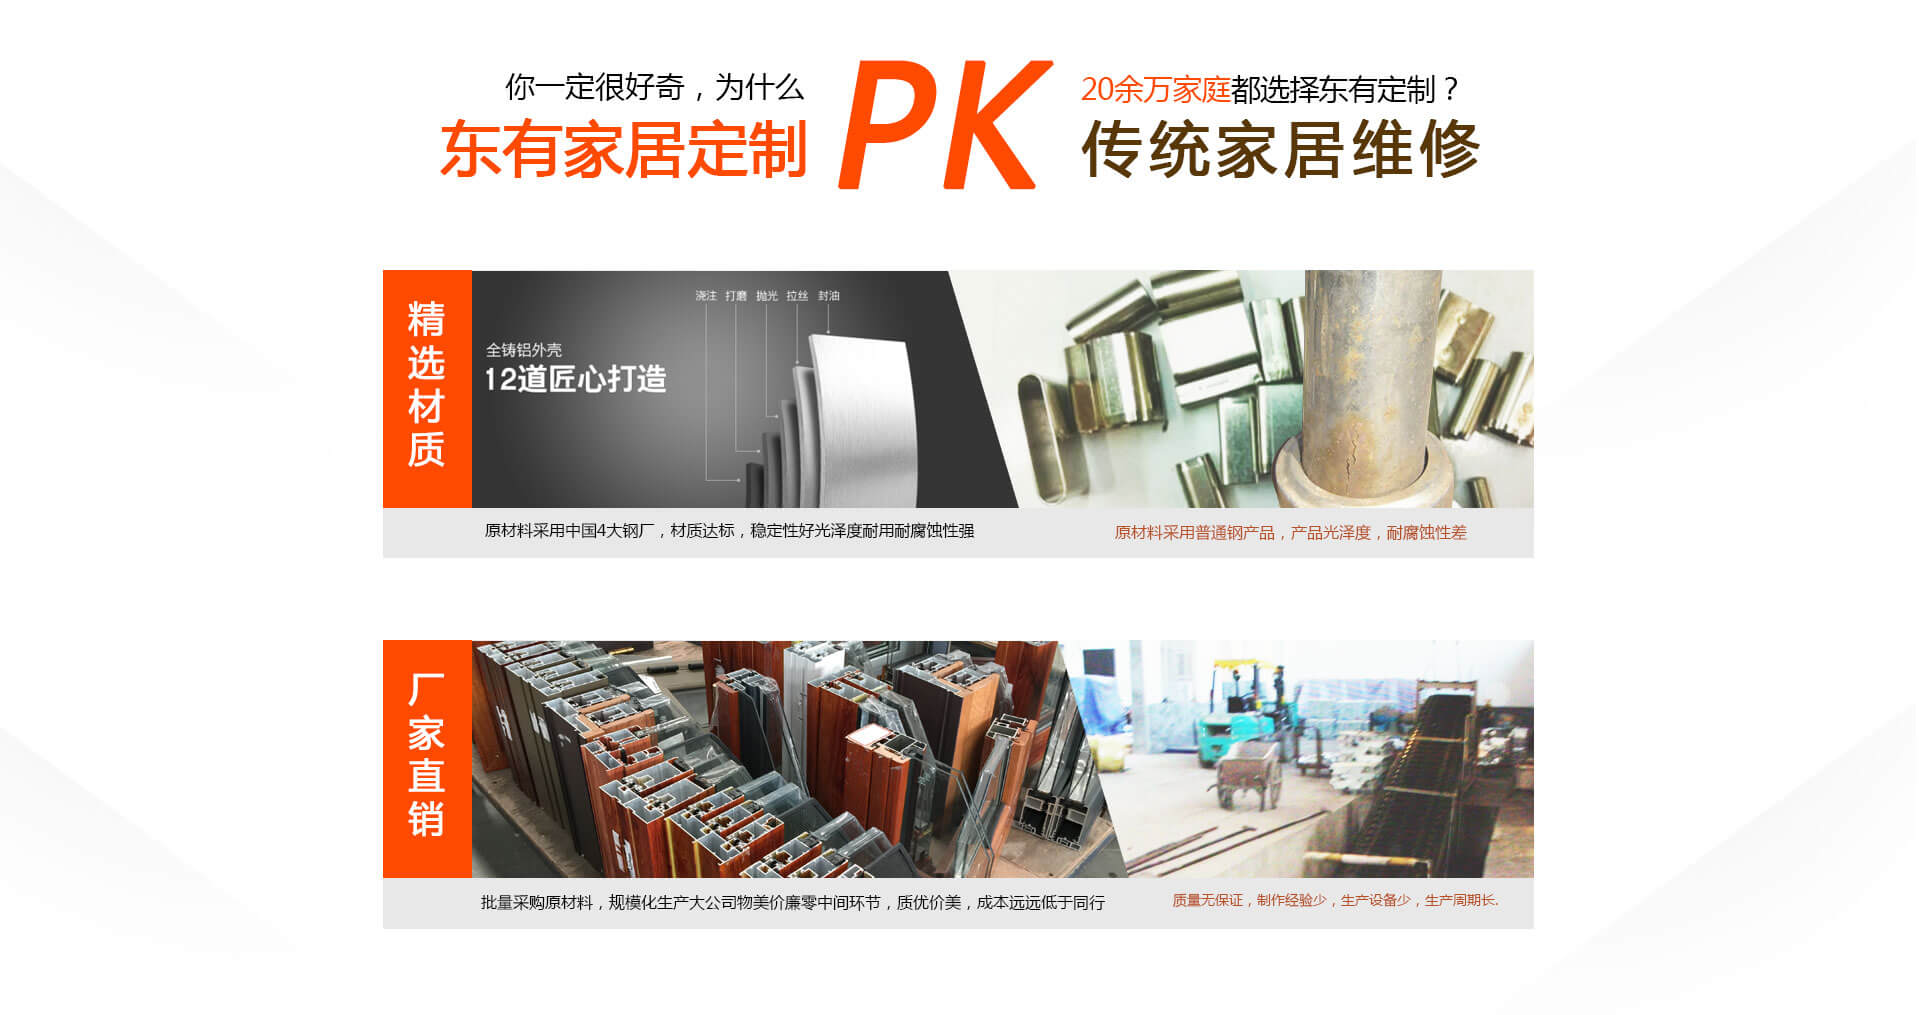 你一定很好奇，为什么
东有家居定制
PK
20余万家庭都选择东有定制？
传统家居维修
精选材质
浇注 打磨 抛光 拉丝 封油
全铸铝外壳
12道匠心打造
原材料采用中国4大钢厂，材质达标，稳定性好光泽度耐用耐腐蚀性强
原材料采用普通钢产品，产品光泽度，耐腐蚀性差
厂家直销
批量采购原材料，规模化生产大公司物美价廉零中间环节，质优价美，成本远远低于同行
质量无保证，制作经验少，生产设备少，生产周期长.